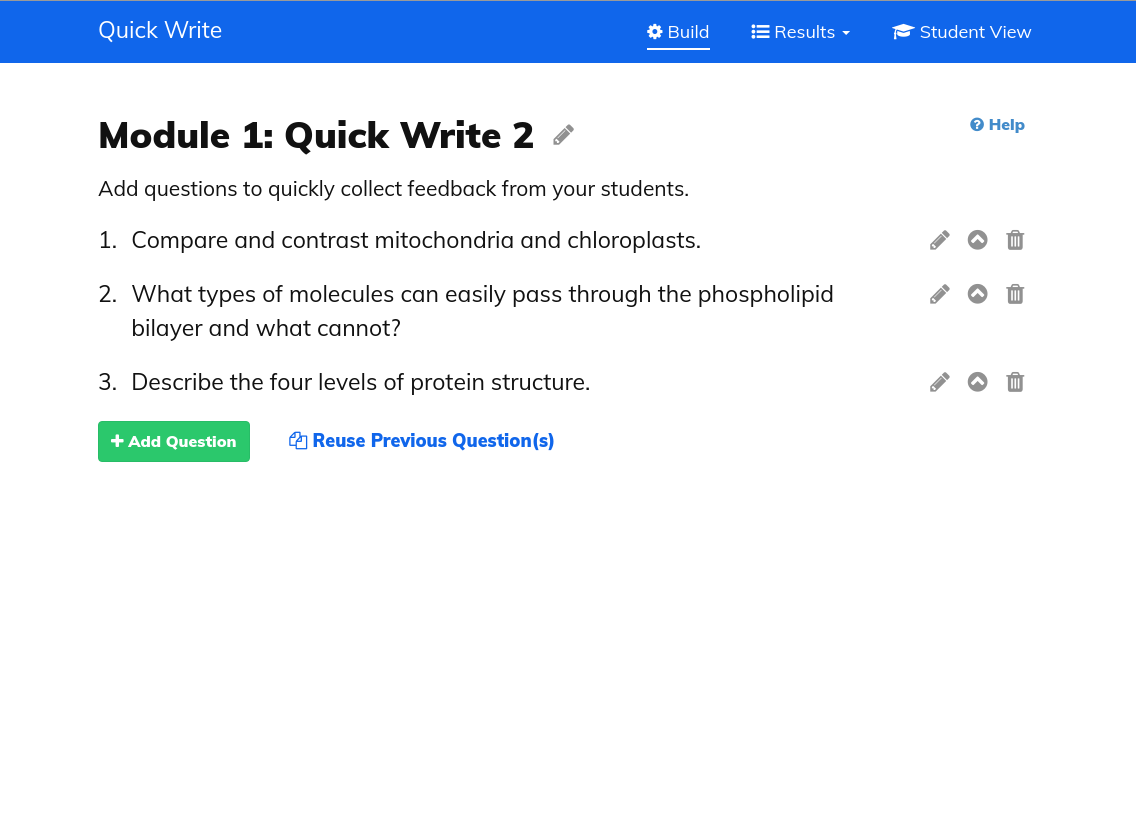 Quick Write
Build
Results
Student View
Module 1: Quick Write 2
Help
Add questions to quickly collect feedback from your students.
1. Compare and contrast mitochondria and chloroplasts.
2. What types of molecules can easily pass through the phospholipid
bilayer and what cannot?
3. Describe the four levels of protein structure.
Add Question
Reuse Previous Question(s)